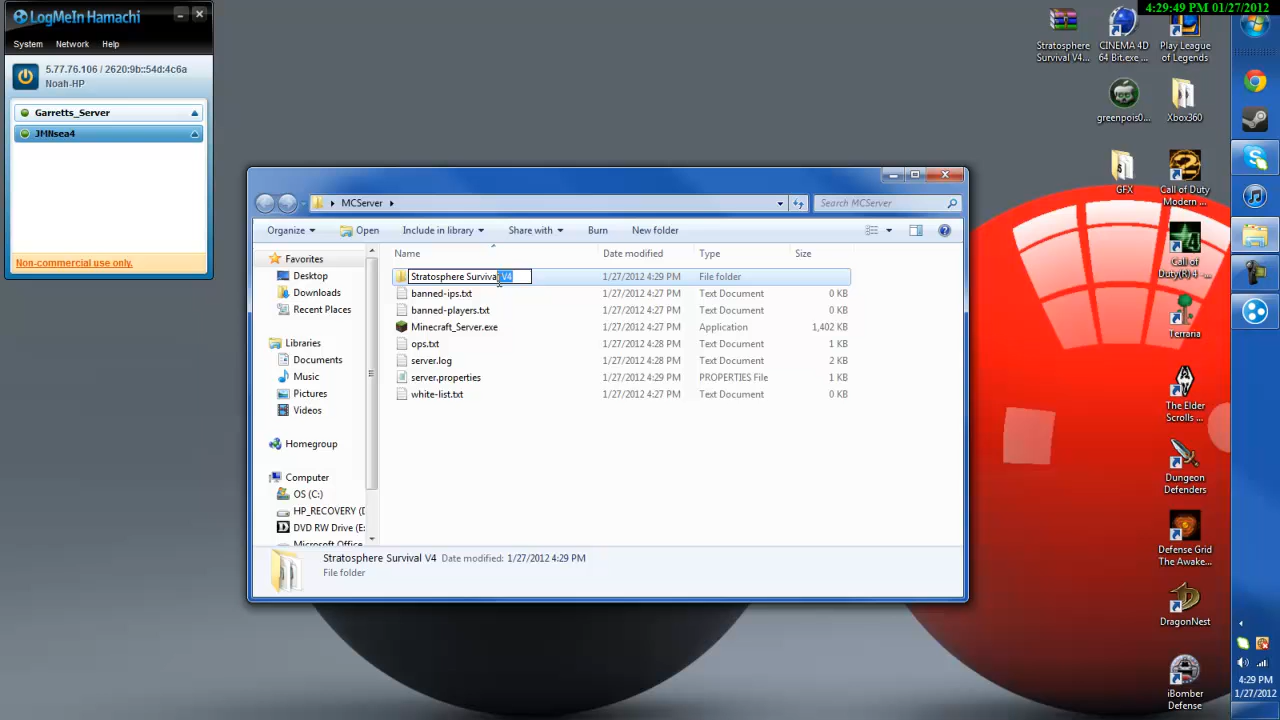 4:29:49 PM 01/27/2012
LogMeIn Hamachi
System Network Help
5.77.76.106 / 2620:9b::54d:4c6a
Noah-HP
Garretts_Server
JMNsea4
Non-commercial use only.
Stratosphere
Survival V4...
CINEMA 4D
64 Bit.exe...
Play League
of Legends
greenpois0...
Xbox360
GFX
Call of Duty
Modern ...
Call of
Duty(R) 4 -...
Terraria
The Elder
Scrolls ...
Dungeon
Defenders
Defense Grid
The Awake...
DragonNest
iBomber
Defense
MCServer
Search MCServer
Organize Open Include in library Share with Burn New folder
Favorites
Desktop
Downloads
Recent Places
Libraries
Documents
Music
Pictures
Videos
Homegroup
Computer
OS (C:)
HP_RECOVERY (D
DVD RW Drive (E:
Microsoft Office
Name Date modified Type Size
Stratosphere Survival V4 1/27/2012 4:29 PM File folder
banned-ips.txt 1/27/2012 4:27 PM Text Document 0 KB
banned-players.txt 1/27/2012 4:27 PM Text Document 0 KB
Minecraft_Server.exe 1/27/2012 4:27 PM Application 1,402 KB
ops.txt 1/27/2012 4:28 PM Text Document 1 KB
server.log 1/27/2012 4:28 PM Text Document 2 KB
server.properties 1/27/2012 4:29 PM PROPERTIES File 1 KB
white-list.txt 1/27/2012 4:27 PM Text Document 0 KB
Stratosphere Survival V4 Date modified: 1/27/2012 4:29 PM
File folder
4:29 PM
1/27/2012